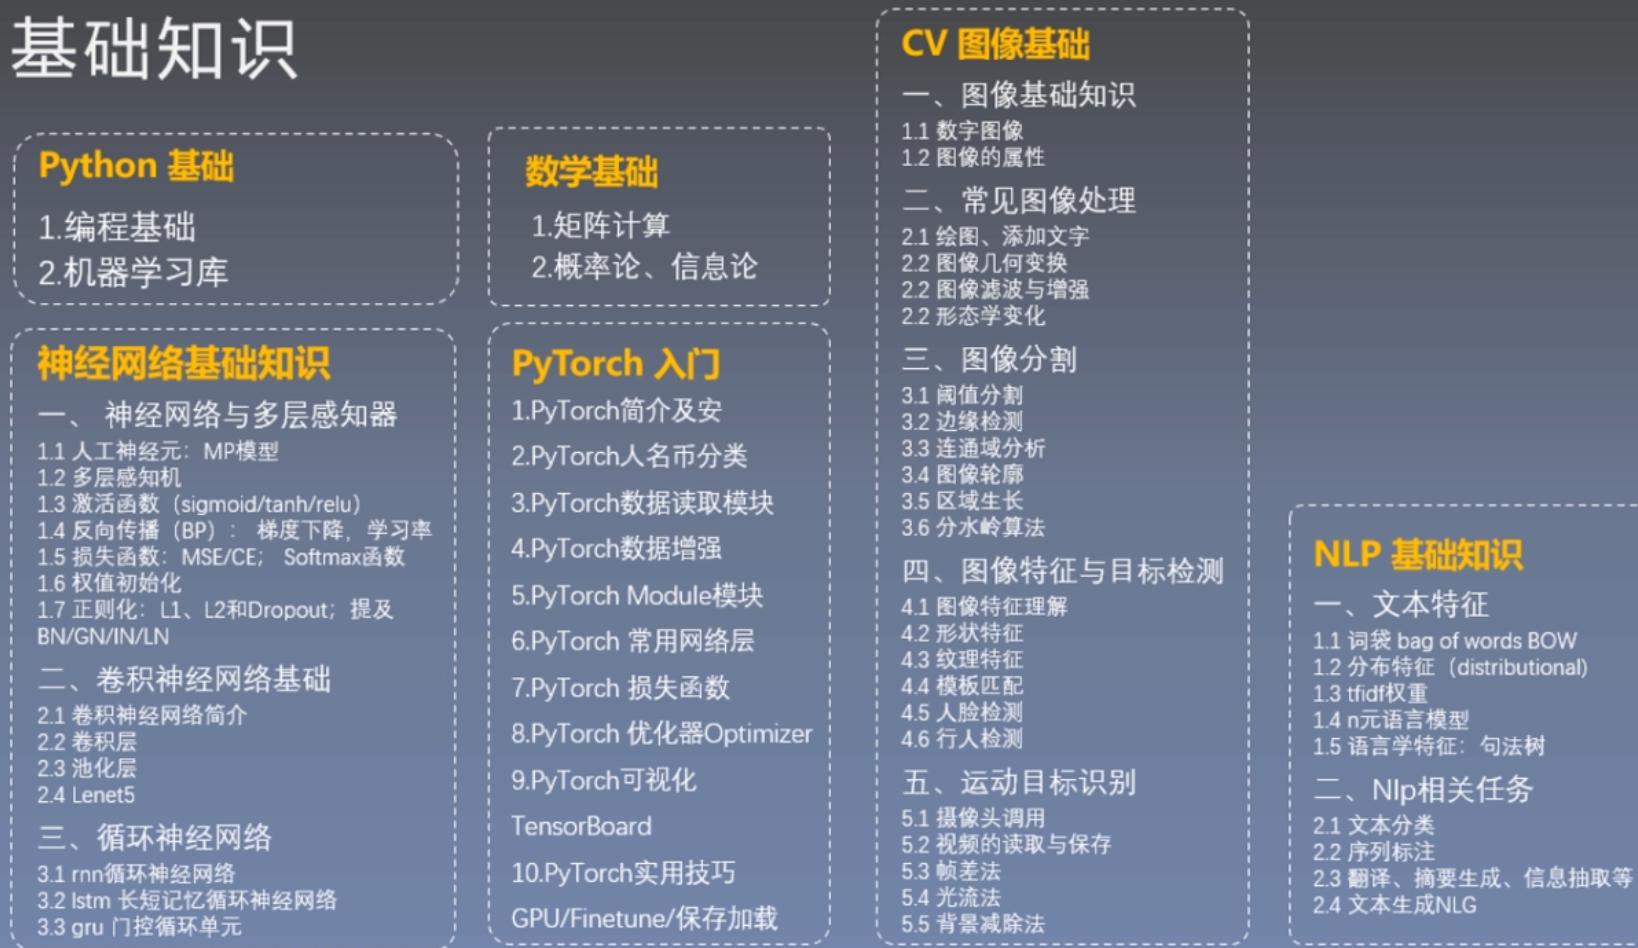 基础知识
Python 基础
1.编程基础
2.机器学习库
数学基础
1.矩阵计算
2.概率论、信息论
神经网络基础知识
一、 神经网络与多层感知器
1.1 人工神经元：MP模型
1.2 多层感知机
1.3 激活函数（sigmoid/tanh/relu）
1.4 反向传播（BP）： 梯度下降，学习率
1.5 损失函数：MSE/CE； Softmax函数
1.6 权值初始化
1.7 正则化：L1、L2和Dropout；提及
BN/GN/IN/LN
二、卷积神经网络基础
2.1 卷积神经网络简介
2.2 卷积层
2.3 池化层
2.4 Lenet5
三、循环神经网络
3.1 rnn循环神经网络
3.2 lstm 长短记忆循环神经网络
3.3 gru 门控循环单元
PyTorch 入门
1.PyTorch简介及安
2.PyTorch人名币分类
3.PyTorch数据读取模块
4.PyTorch数据增强
5.PyTorch Module模块
6.PyTorch 常用网络层
7.PyTorch 损失函数
8.PyTorch 优化器Optimizer
9.PyTorch可视化
TensorBoard
10.PyTorch实用技巧
GPU/Finetune/保存加载
CV 图像基础
一、图像基础知识
1.1 数字图像
1.2 图像的属性
二、常见图像处理
2.1 绘图、添加文字
2.2 图像几何变换
2.2 图像滤波与增强
2.2 形态学变化
三、图像分割
3.1 阈值分割
3.2 边缘检测
3.3 连通域分析
3.4 图像轮廓
3.5 区域生长
3.6 分水岭算法
四、图像特征与目标检测
4.1 图像特征理解
4.2 形状特征
4.3 纹理特征
4.4 模板匹配
4.5 人脸检测
4.6 行人检测
五、运动目标识别
5.1 摄像头调用
5.2 视频的读取与保存
5.3 帧差法
5.4 光流法
5.5 背景减除法
NLP 基础知识
一、文本特征
1.1 词袋 bag of words BOW
1.2 分布特征（distributional)
1.3 tfidf权重
1.4 n元语言模型
1.5 语言学特征：句法树
二、Nlp相关任务
2.1 文本分类
2.2 序列标注
2.3 翻译、摘要生成、信息抽取等
2.4 文本生成NLG